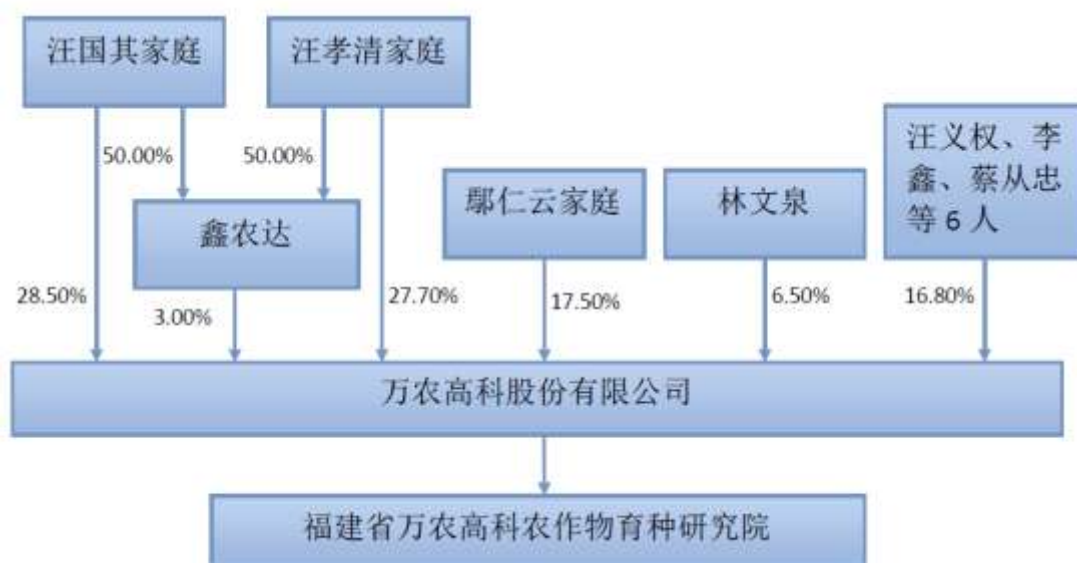 汪国其家庭
汪孝清家庭
50.00%
50.00%
汪义权、李
鑫、蔡从忠
等 6 人
鄢仁云家庭
林文泉
鑫农达
28.50%
3.00%
27.70%
17.50%
6.50%
16.80%
万农高科股份有限公司
福建省万农高科农作物育种研究院